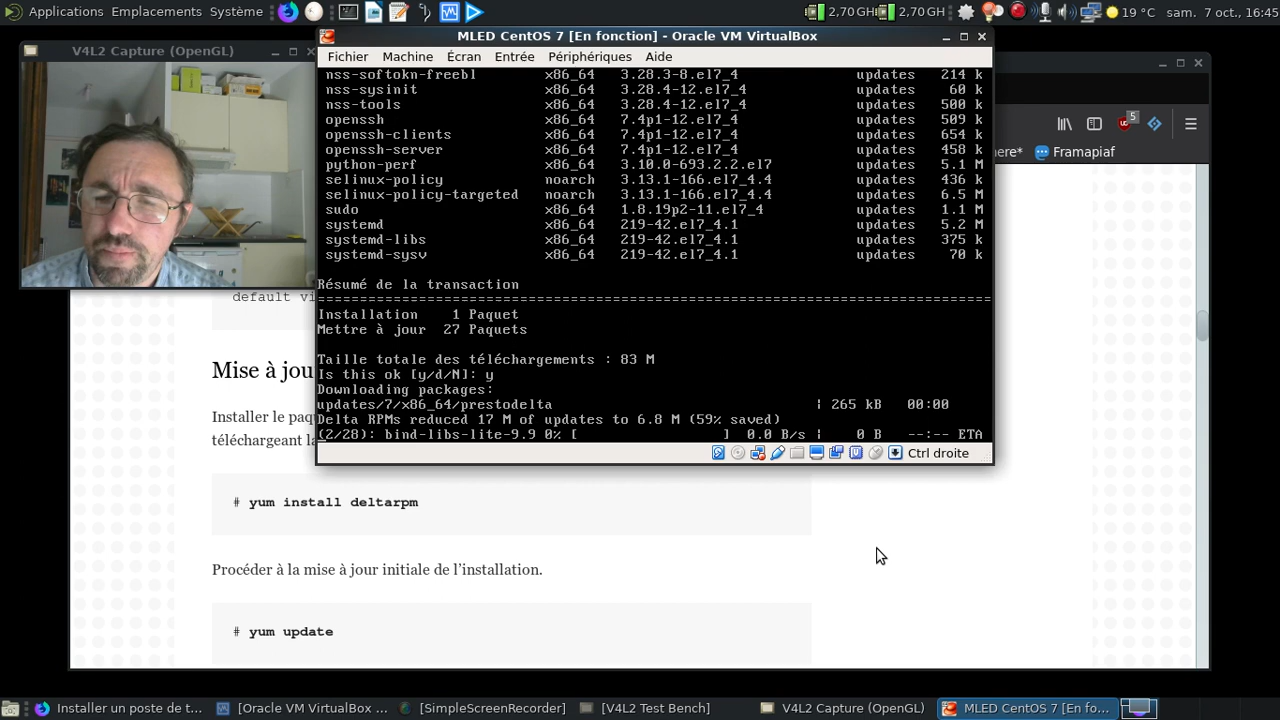 Applications Emplacements Système
2,70 GH 2,70 GH
19 °C sam. 7 oct., 16:45
V4L2 Capture (OpenGL)
MLED CentOS 7 [En fonction] - Oracle VM VirtualBox
Fichier Machine Écran Entrée Périphériques Aide
nss-softokn-freebl x86_64 3.28.3-8.el7_4 updates 214 k
nss-sysinit x86_64 3.28.4-12.el7_4 updates 60 k
nss-tools x86_64 3.28.4-12.el7_4 updates 500 k
openssh x86_64 7.4p1-12.el7_4 updates 509 k
openssh-clients x86_64 7.4p1-12.el7_4 updates 654 k
openssh-server x86_64 7.4p1-12.el7_4 updates 458 k
python-perf x86_64 3.10.0-693.2.2.el7 updates 5.1 M
selinux-policy noarch 3.13.1-166.el7_4.4 updates 436 k
selinux-policy-targeted noarch 3.13.1-166.el7_4.4 updates 6.5 M
sudo x86_64 1.8.19p2-11.el7_4 updates 1.1 M
systemd x86_64 219-42.el7_4.1 updates 5.2 M
systemd-libs x86_64 219-42.el7_4.1 updates 375 k
systemd-sysv x86_64 219-42.el7_4.1 updates 70 k
Résumé de la transaction
================================================================================
Installation 1 Paquet
Mettre à jour 27 Paquets
Taille totale des téléchargements : 83 M
Is this ok [y/d/N]: y
Downloading packages:
updates/7/x86_64/prestodelta | 265 kB 00:00
Delta RPMs reduced 17 M of updates to 6.8 M (59% saved)
(2/28): bind-libs-lite-9.9 0% [ ] 0.0 B/s | 0 B --:-- ETA
Ctrl droite
5
here* Framapiaf
default vi
Mise à jou
Installer le paq
téléchargeant la
# yum install deltarpm
Procéder à la mise à jour initiale de l’installation.
# yum update
Installer un poste de t... [Oracle VM VirtualBox ... [SimpleScreenRecorder] [V4L2 Test Bench] V4L2 Capture (OpenGL) MLED CentOS 7 [En fo...